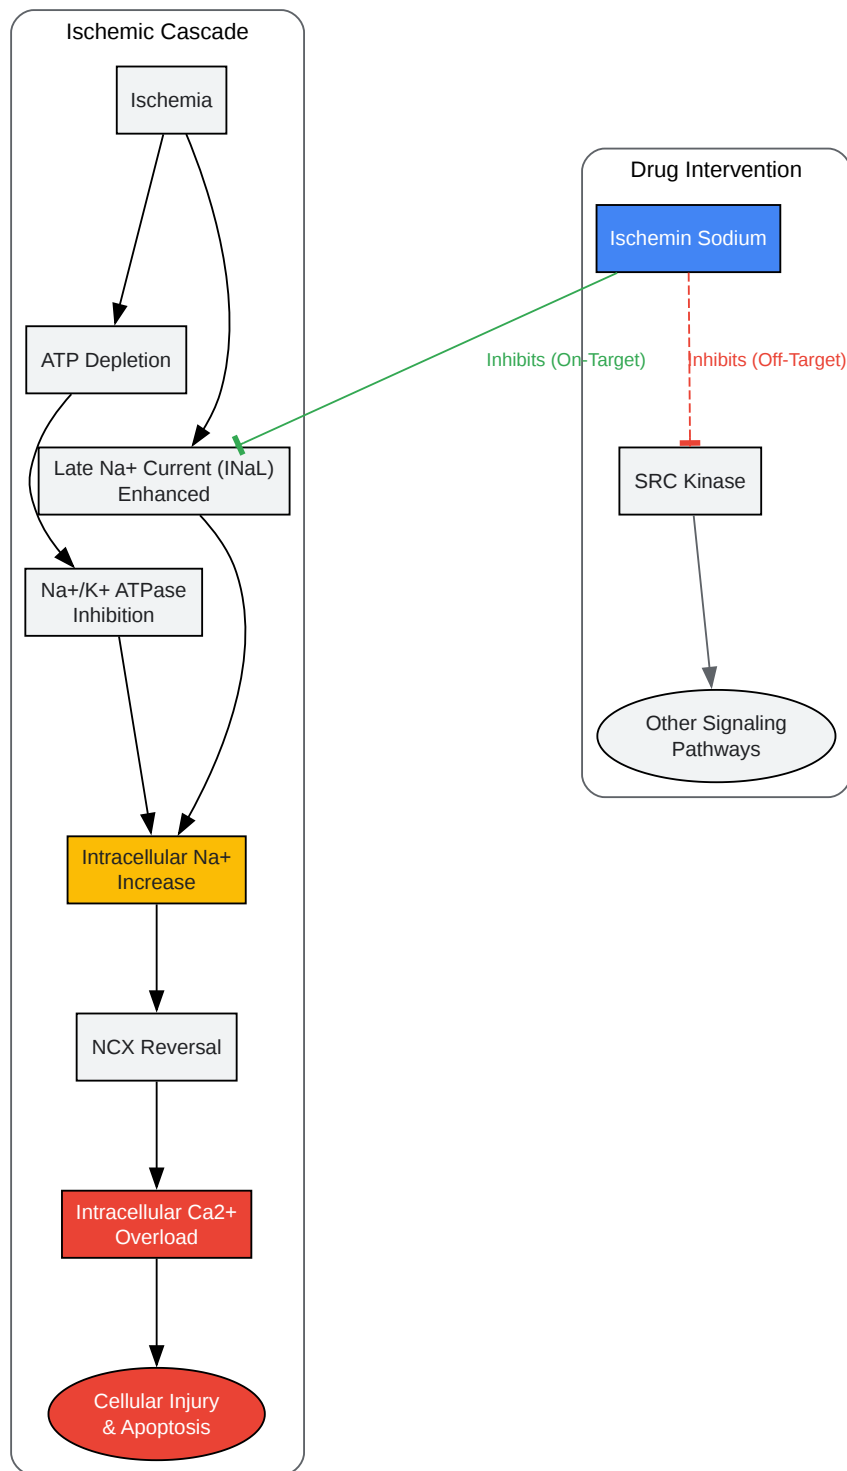 Ischemic Cascade
Ischemia
ATP Depletion
Late Na+ Current (INaL)
Enhanced
Na+/K+ ATPase
Inhibition
Intracellular Na+
Increase
NCX Reversal
Intracellular Ca2+
Overload
Cellular Injury
& Apoptosis
Drug Intervention
Ischemin Sodium
Inhibits (On-Target)
Inhibits (Off-Target)
SRC Kinase
Other Signaling
Pathways